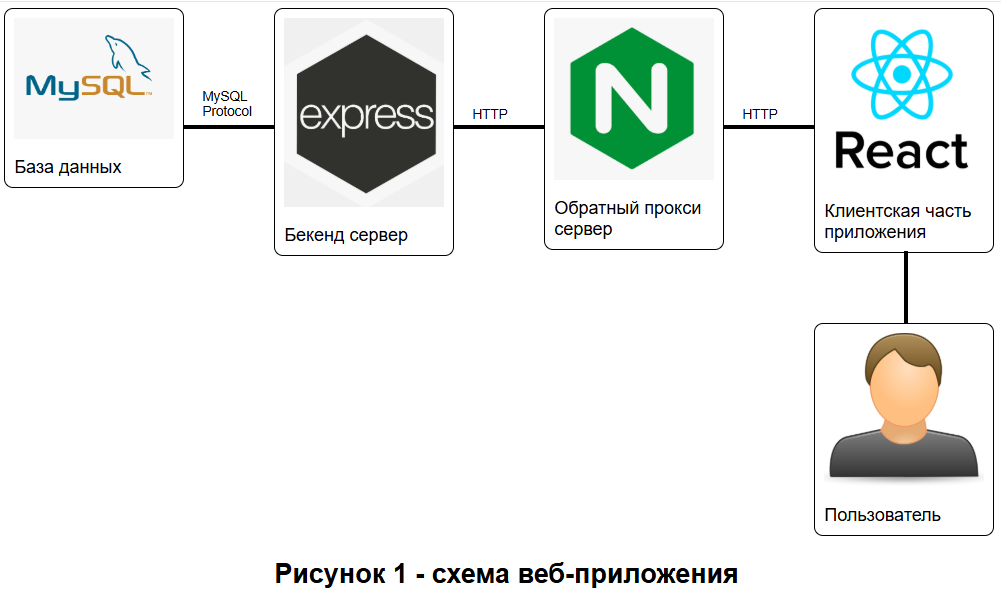 MySQL
TM
База данных
MySQL
Protocol
express
Бекенд сервер
HTTP
N
Обратный прокси
сервер
HTTP
React
Клиентская часть
приложения
Пользователь
Рисунок 1 - схема веб-приложения